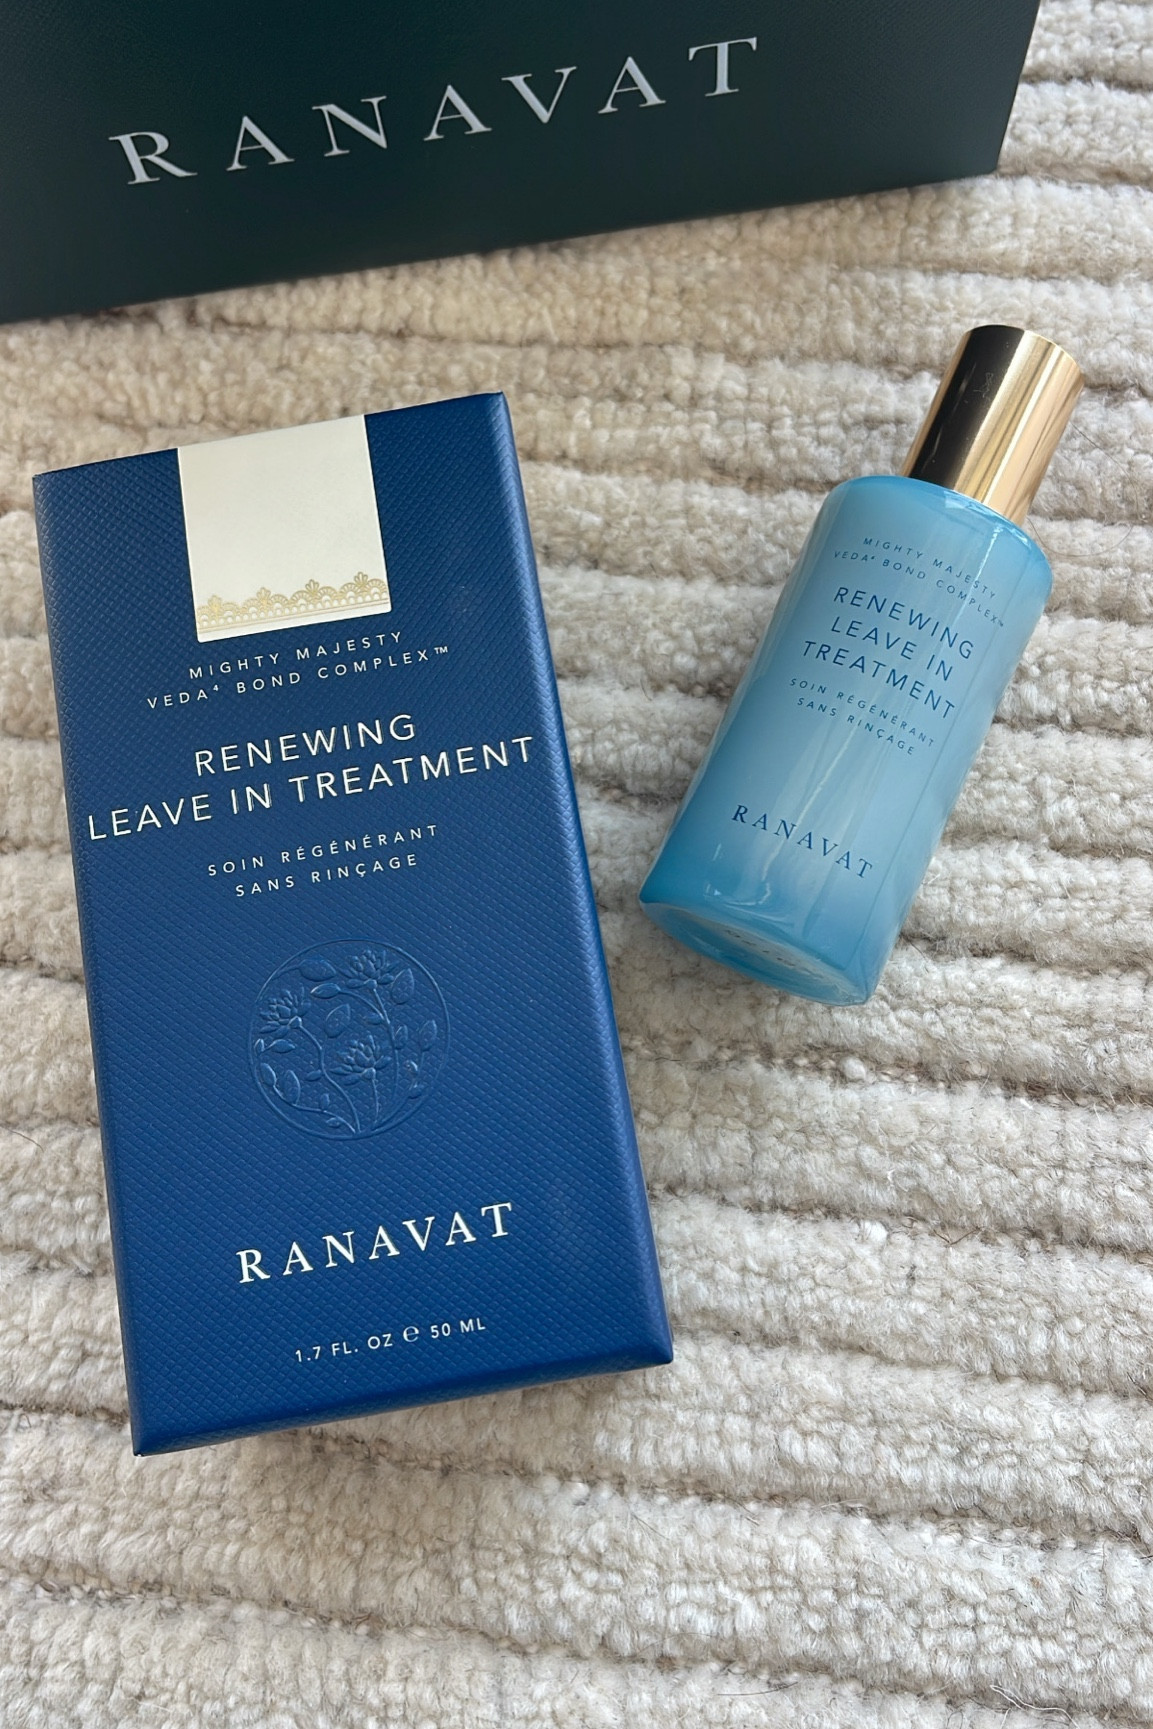 RANAVAT
MIGHTY MAJESTY
VEDA⁴ BOND COMPLEX™
RENEWING
LEAVE IN TREATMENT
SOIN RÉGÉNÉRANT
SANS RINÇAGE
RANAVAT
1.7 FL. OZ ℮ 50 ML
MIGHTY MAJESTY
VEDA⁴ BOND COMPLEX™
RENEWING
LEAVE IN
TREATMENT
SOIN RÉGÉNÉRANT
SANS RINÇAGE
RANAVAT